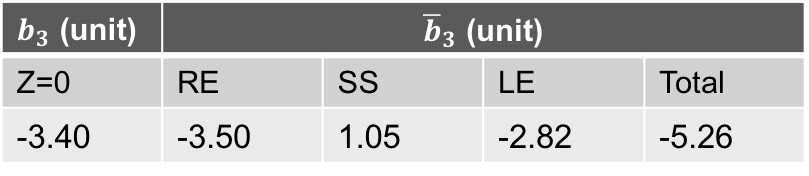 b₃ (unit) b̄₃ (unit)
Z=0 RE SS LE Total
-3.40 -3.50 1.05 -2.82 -5.26